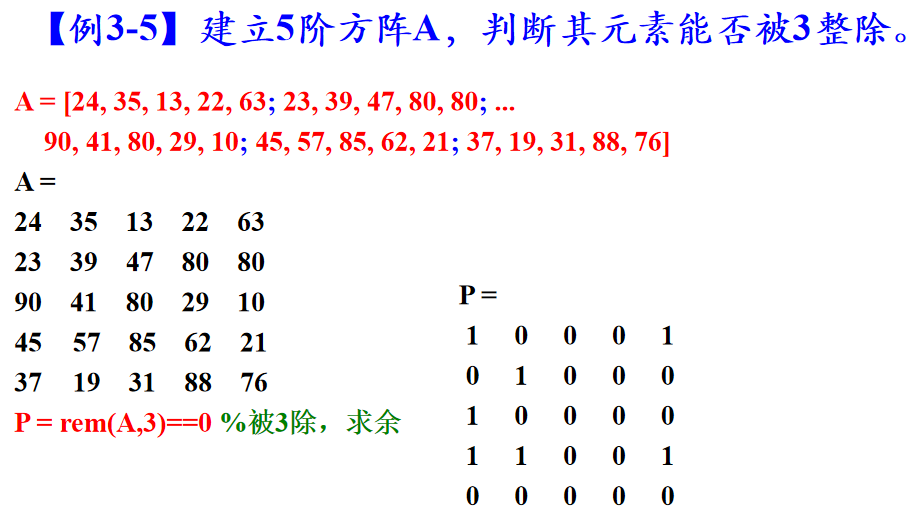 【例3-5】建立5阶方阵A，判断其元素能否被3整除。
A = [24, 35, 13, 22, 63; 23, 39, 47, 80, 80; ...
90, 41, 80, 29, 10; 45, 57, 85, 62, 21; 37, 19, 31, 88, 76]
A =
24 35 13 22 63
23 39 47 80 80
90 41 80 29 10
45 57 85 62 21
37 19 31 88 76
P = rem(A,3)==0 %被3除，求余
P =
1 0 0 0 1
0 1 0 0 0
1 0 0 0 0
1 1 0 0 1
0 0 0 0 0